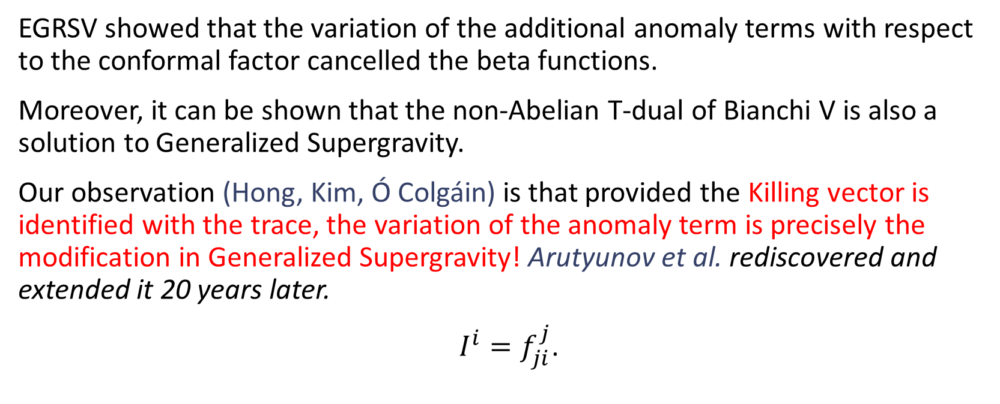 EGRSV showed that the variation of the additional anomaly terms with respect
to the conformal factor cancelled the beta functions.
Moreover, it can be shown that the non-Abelian T-dual of Bianchi V is also a
solution to Generalized Supergravity.
Our observation (Hong, Kim, Ó Colgáin) is that provided the Killing vector is
identified with the trace, the variation of the anomaly term is precisely the
modification in Generalized Supergravity! Arutyunov et al. rediscovered and
extended it 20 years later.
$I^i = f^j_{ji}.$